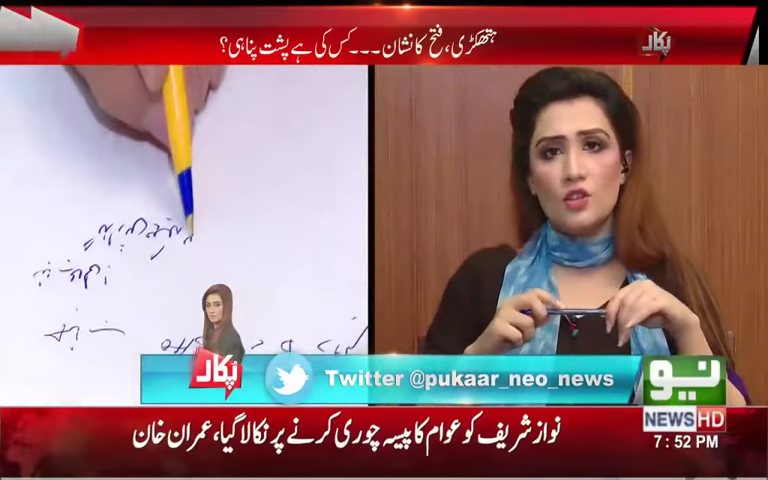 ہتھکڑی، فتح کا نشان ۔۔۔ کس کی ہے پشت پناہی؟
پکار
پکار
Twitter @pukaar_neo_news
نیو
NEWS HD
نواز شریف کو عوام کا پیسہ چوری کرنے پر نکالا گیا، عمران خان
7:52 PM